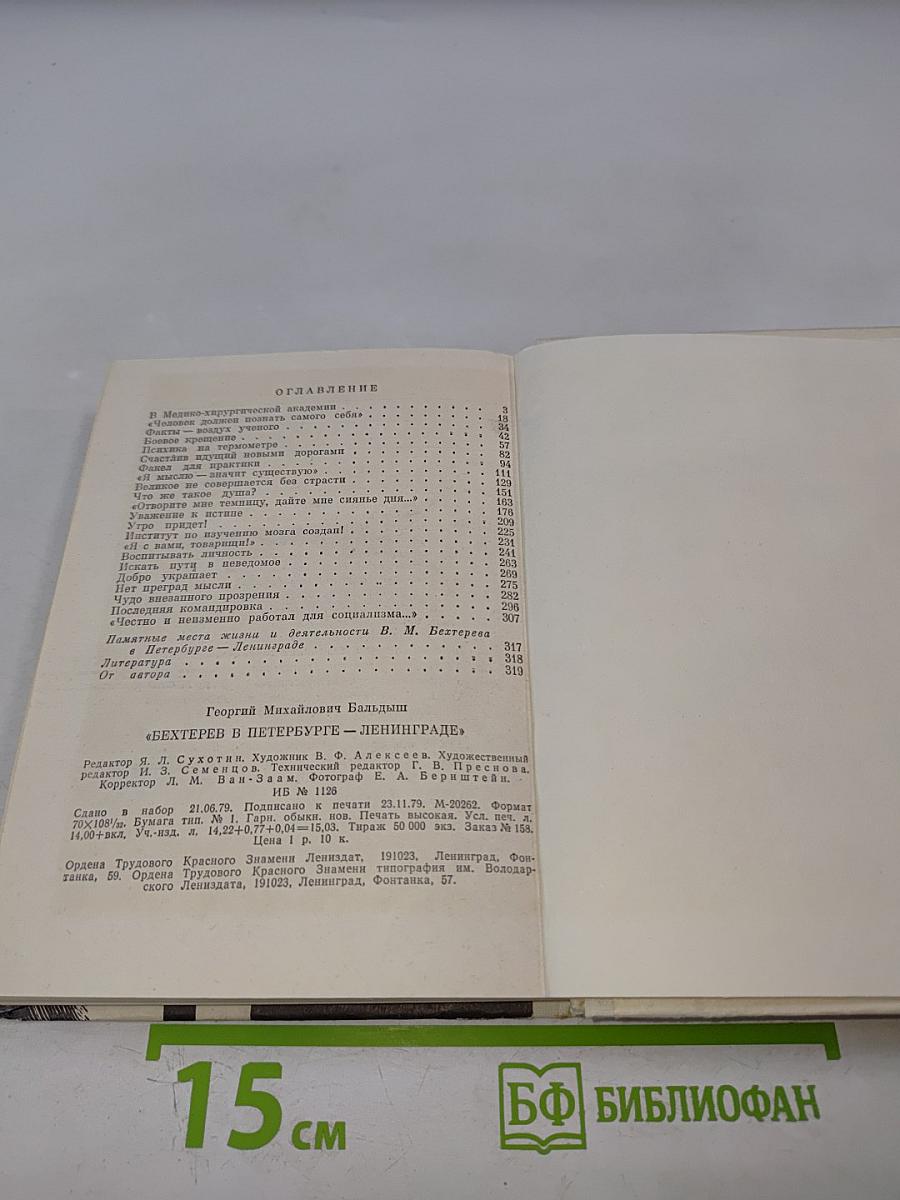 ОГЛАВЛЕНИЕ
В Медико-хирургической академии . . . . . . . . . . 3
«Человек должен познать самого себя» . . . . . . . . . 18
Факты — воздух ученого . . . . . . . . . . . . 34
Боевое крещение . . . . . . . . . . . . . . 42
Психика на термометре . . . . . . . . . . . . 57
Счастлив идущий новыми дорогами . . . . . . . . . 82
Факел для практики . . . . . . . . . . . . . 94
«Я мыслю — значит существую» . . . . . . . . . . 111
Великое не совершается без страсти . . . . . . . . . 129
Что же такое душа? . . . . . . . . . . . . . 151
«Отворите мне темницу, дайте мне сиянье дня...» . . . . . 163
Уважение к истине . . . . . . . . . . . . . 176
Утро придет! . . . . . . . . . . . . . . . 209
Институт по изучению мозга создан! . . . . . . . . . 225
«Я с вами, товарищи!» . . . . . . . . . . . . 231
Воспитывать личность . . . . . . . . . . . . . 241
Искать пути в неведомое . . . . . . . . . . . . 263
Добро украшает . . . . . . . . . . . . . . 269
Нет преград мысли . . . . . . . . . . . . . . 275
Чудо внезапного прозрения . . . . . . . . . . . 282
Последняя командировка . . . . . . . . . . . . 296
«Честно и неизменно работал для социализма...» . . . . . 307
Памятные места жизни и деятельности В. М. Бехтерева
в Петербурге — Ленинграде . . . . . . . . . . 317
Литература . . . . . . . . . . . . . . . . 318
От автора . . . . . . . . . . . . . . . . 319
Георгий Михайлович Бальдыш
«БЕХТЕРЕВ В ПЕТЕРБУРГЕ — ЛЕНИНГРАДЕ»
Редактор Я. Л. Сухотин. Художник В. Ф. Алексеев. Художественный
редактор И. З. Семенцов. Технический редактор Г. В. Преснова.
Корректор Л. М. Ван-Заам. Фотограф Е. А. Бернштейн.
ИБ № 1126
Сдано в набор 21.06.79. Подписано к печати 23.11.79. М-20262. Формат
70×108¹/₃₂. Бумага тип. № 1. Гарн. обыкн. нов. Печать высокая. Усл. печ. л.
14,00+вкл. Уч.-изд. л. 14,22+0,77+0,04=15,03. Тираж 50 000 экз. Заказ № 158.
Цена 1 р. 10 к.
Ордена Трудового Красного Знамени Лениздат, 191023, Ленинград, Фон-
танка, 59. Ордена Трудового Красного Знамени типография им. Володар-
ского Лениздата, 191023, Ленинград, Фонтанка, 57.
15 см
БФ БИБЛИОФАН